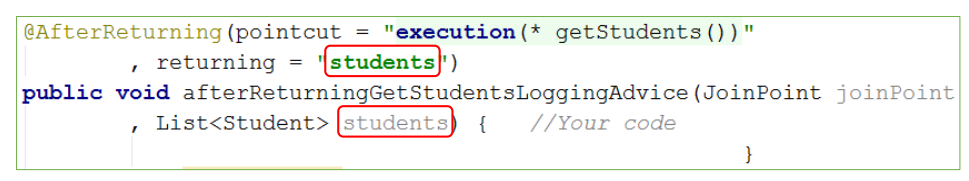 @AfterReturning(pointcut = "execution(* getStudents())"
, returning = "students")
public void afterReturningGetStudentsLoggingAdvice(JoinPoint joinPoint
, List<Student> students) { //Your code
}